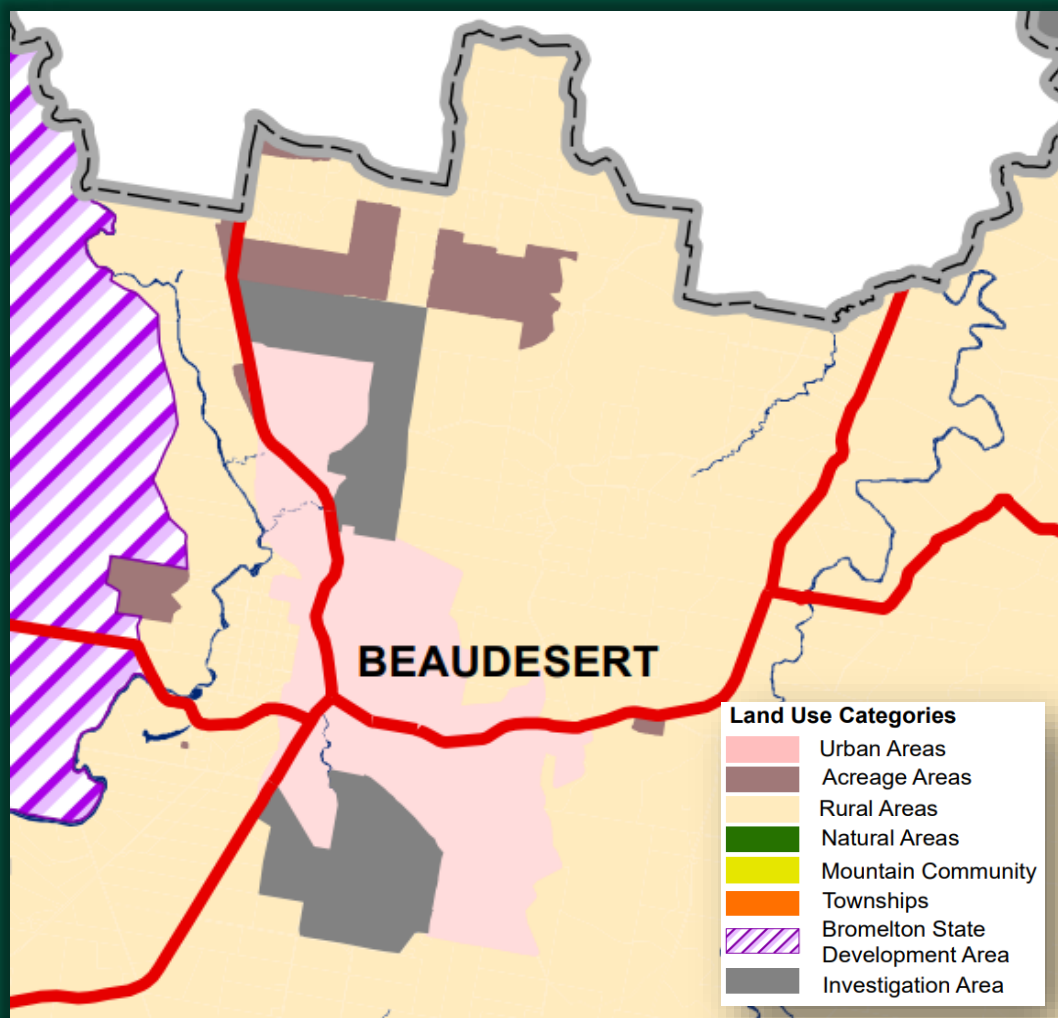 BEAUDESERT
Land Use Categories
Urban Areas
Acreage Areas
Rural Areas
Natural Areas
Mountain Community
Townships
Bromelton State
Development Area
Investigation Area